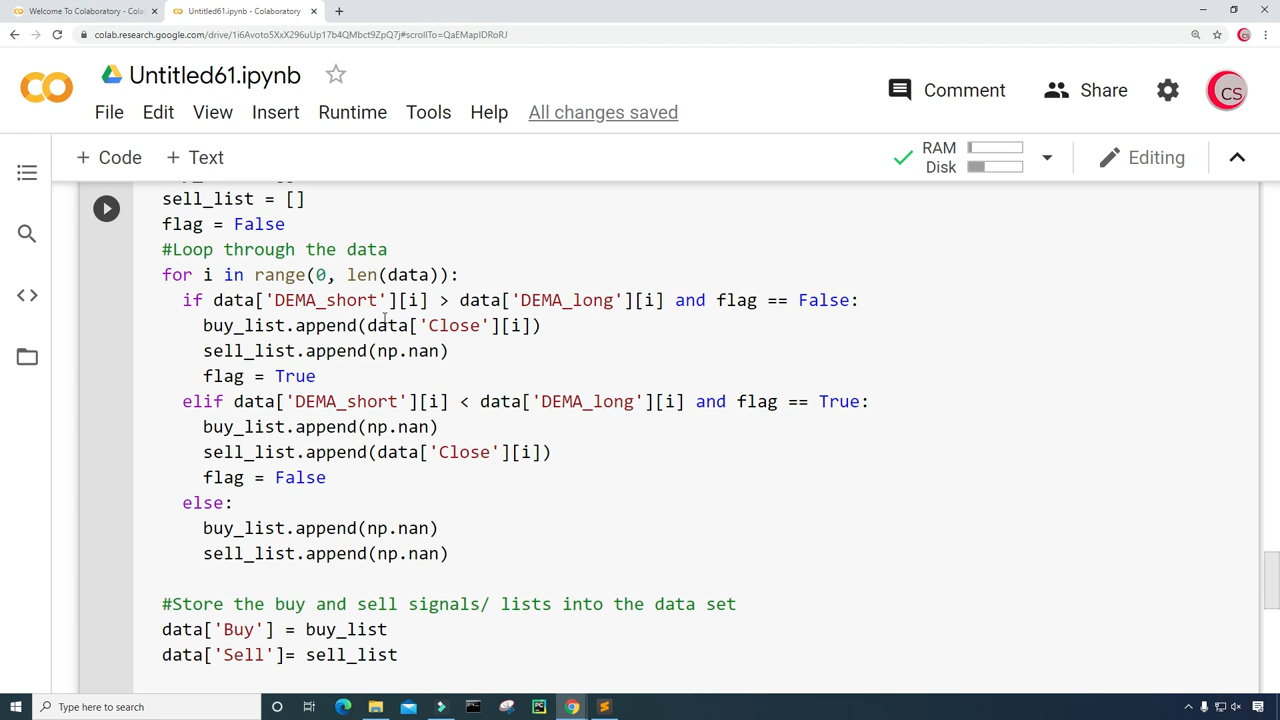 Welcome To Colaboratory - Cola
Untitled61.ipynb - Colaboratory
colab.research.google.com/drive/1i6Avoto5XxX296uUp17b4QMbct9ZpQ7j#scrollTo=QaEMapIDRoRJ
Untitled61.ipynb
Comment
Share
CS
File Edit View Insert Runtime Tools Help All changes saved
+ Code + Text
RAM
Disk
Editing
sell_list = []
flag = False
#Loop through the data
for i in range(0, len(data)):
if data['DEMA_short'][i] > data['DEMA_long'][i] and flag == False:
buy_list.append(data['Close'][i])
sell_list.append(np.nan)
flag = True
elif data['DEMA_short'][i] < data['DEMA_long'][i] and flag == True:
buy_list.append(np.nan)
sell_list.append(data['Close'][i])
flag = False
else:
buy_list.append(np.nan)
sell_list.append(np.nan)
#Store the buy and sell signals/ lists into the data set
data['Buy'] = buy_list
data['Sell']= sell_list
Type here to search